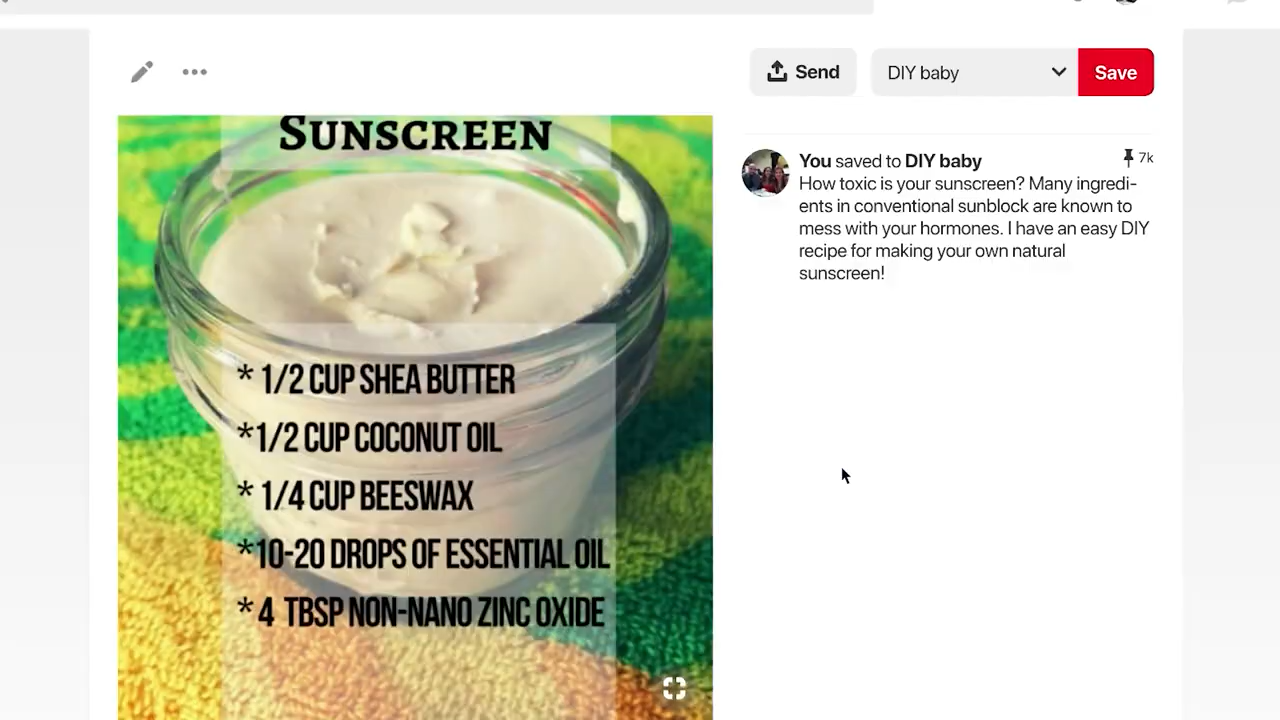 Send
DIY baby
Save
SUNSCREEN
You saved to DIY baby
7k
How toxic is your sunscreen? Many ingredi-
ents in conventional sunblock are known to
mess with your hormones. I have an easy DIY
recipe for making your own natural
sunscreen!
* 1/2 CUP SHEA BUTTER
*1/2 CUP COCONUT OIL
* 1/4 CUP BEESWAX
*10-20 DROPS OF ESSENTIAL OIL
* 4 TBSP NON-NANO ZINC OXIDE